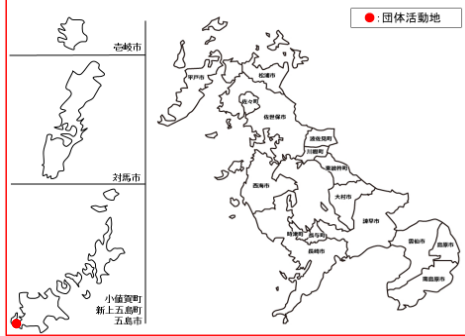 ●:団体活動地
壱岐市
対馬市
小値賀町
新上五島町
五島市
平戸市
松浦市
佐々町
佐世保市
波佐見町
川棚町
東彼杵町
西海市
大村市
時津町
長与町
諫早市
長崎市
雲仙市
島原市
南島原市